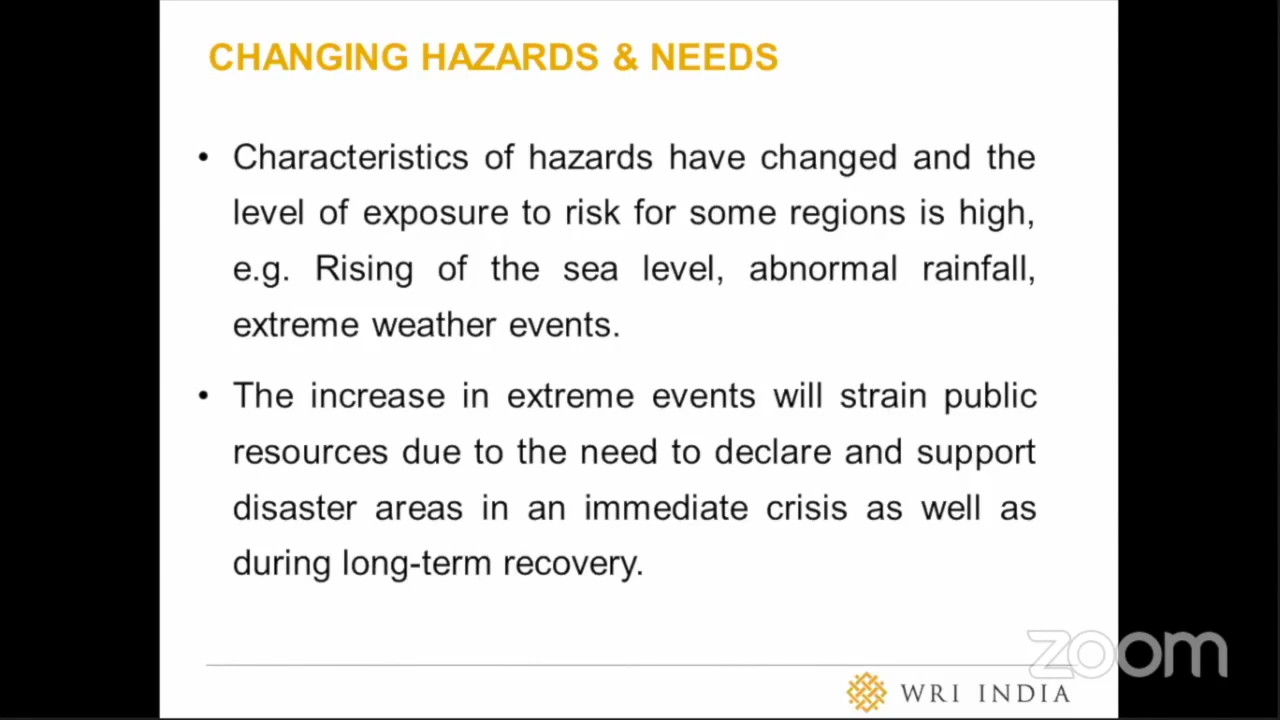 CHANGING HAZARDS & NEEDS
• Characteristics of hazards have changed and the
level of exposure to risk for some regions is high,
e.g. Rising of the sea level, abnormal rainfall,
extreme weather events.
• The increase in extreme events will strain public
resources due to the need to declare and support
disaster areas in an immediate crisis as well as
during long-term recovery.
zoom
WRI INDIA